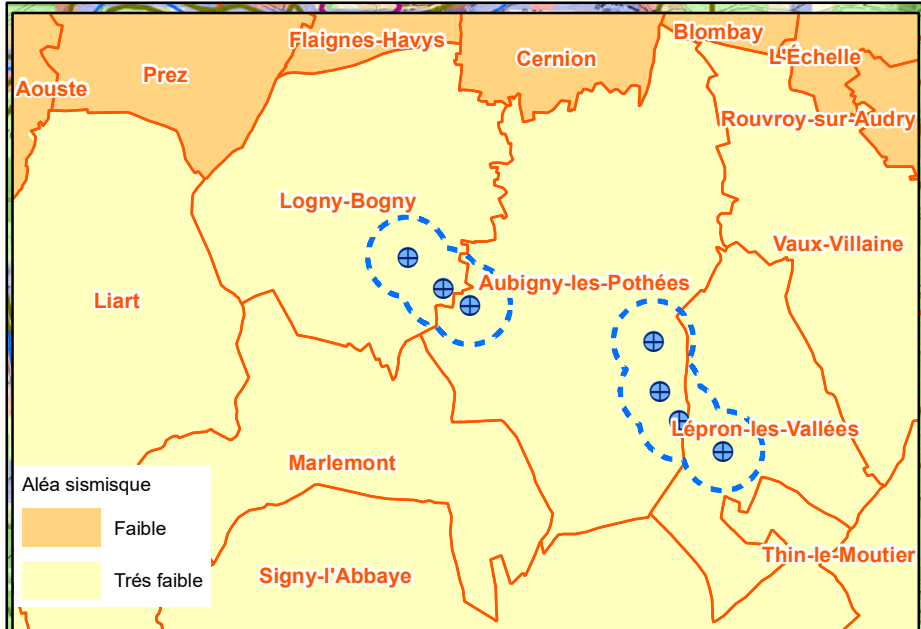 Blombay
Flaignes-Havys
L'Échelle
Cernion
Prez
Aouste
Rouvroy-sur-Audry
Logny-Bogny
Vaux-Villaine
Aubigny-les-Pothées
Liart
Lépron-les-Vallées
Marlemont
Aléa sismique
Faible
Thin-le-Moutier
Signy-l'Abbaye
Trés faible